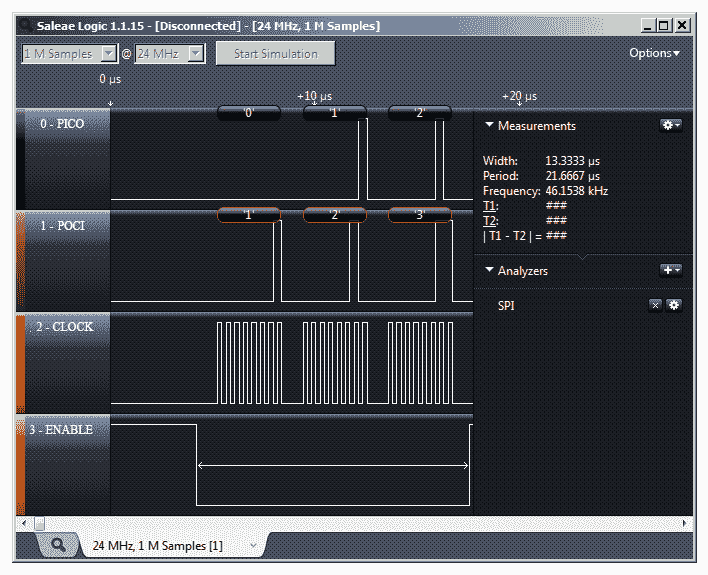 Saleae Logic 1.1.15 - [Disconnected] - [24 MHz, 1 M Samples]
1 M Samples @ 24 MHz Start Simulation Options
0 µs
+10 µs +20 µs
0 - PICO '0' '1' '2'
Measurements
Width: 13.3333 µs
Period: 21.6667 µs
Frequency: 46.1538 kHz
T1: ###
T2: ###
| T1 - T2 | = ###
1 - POCI '1' '2' '3'
Analyzers
SPI
2 - CLOCK
3 - ENABLE
24 MHz, 1 M Samples [1]